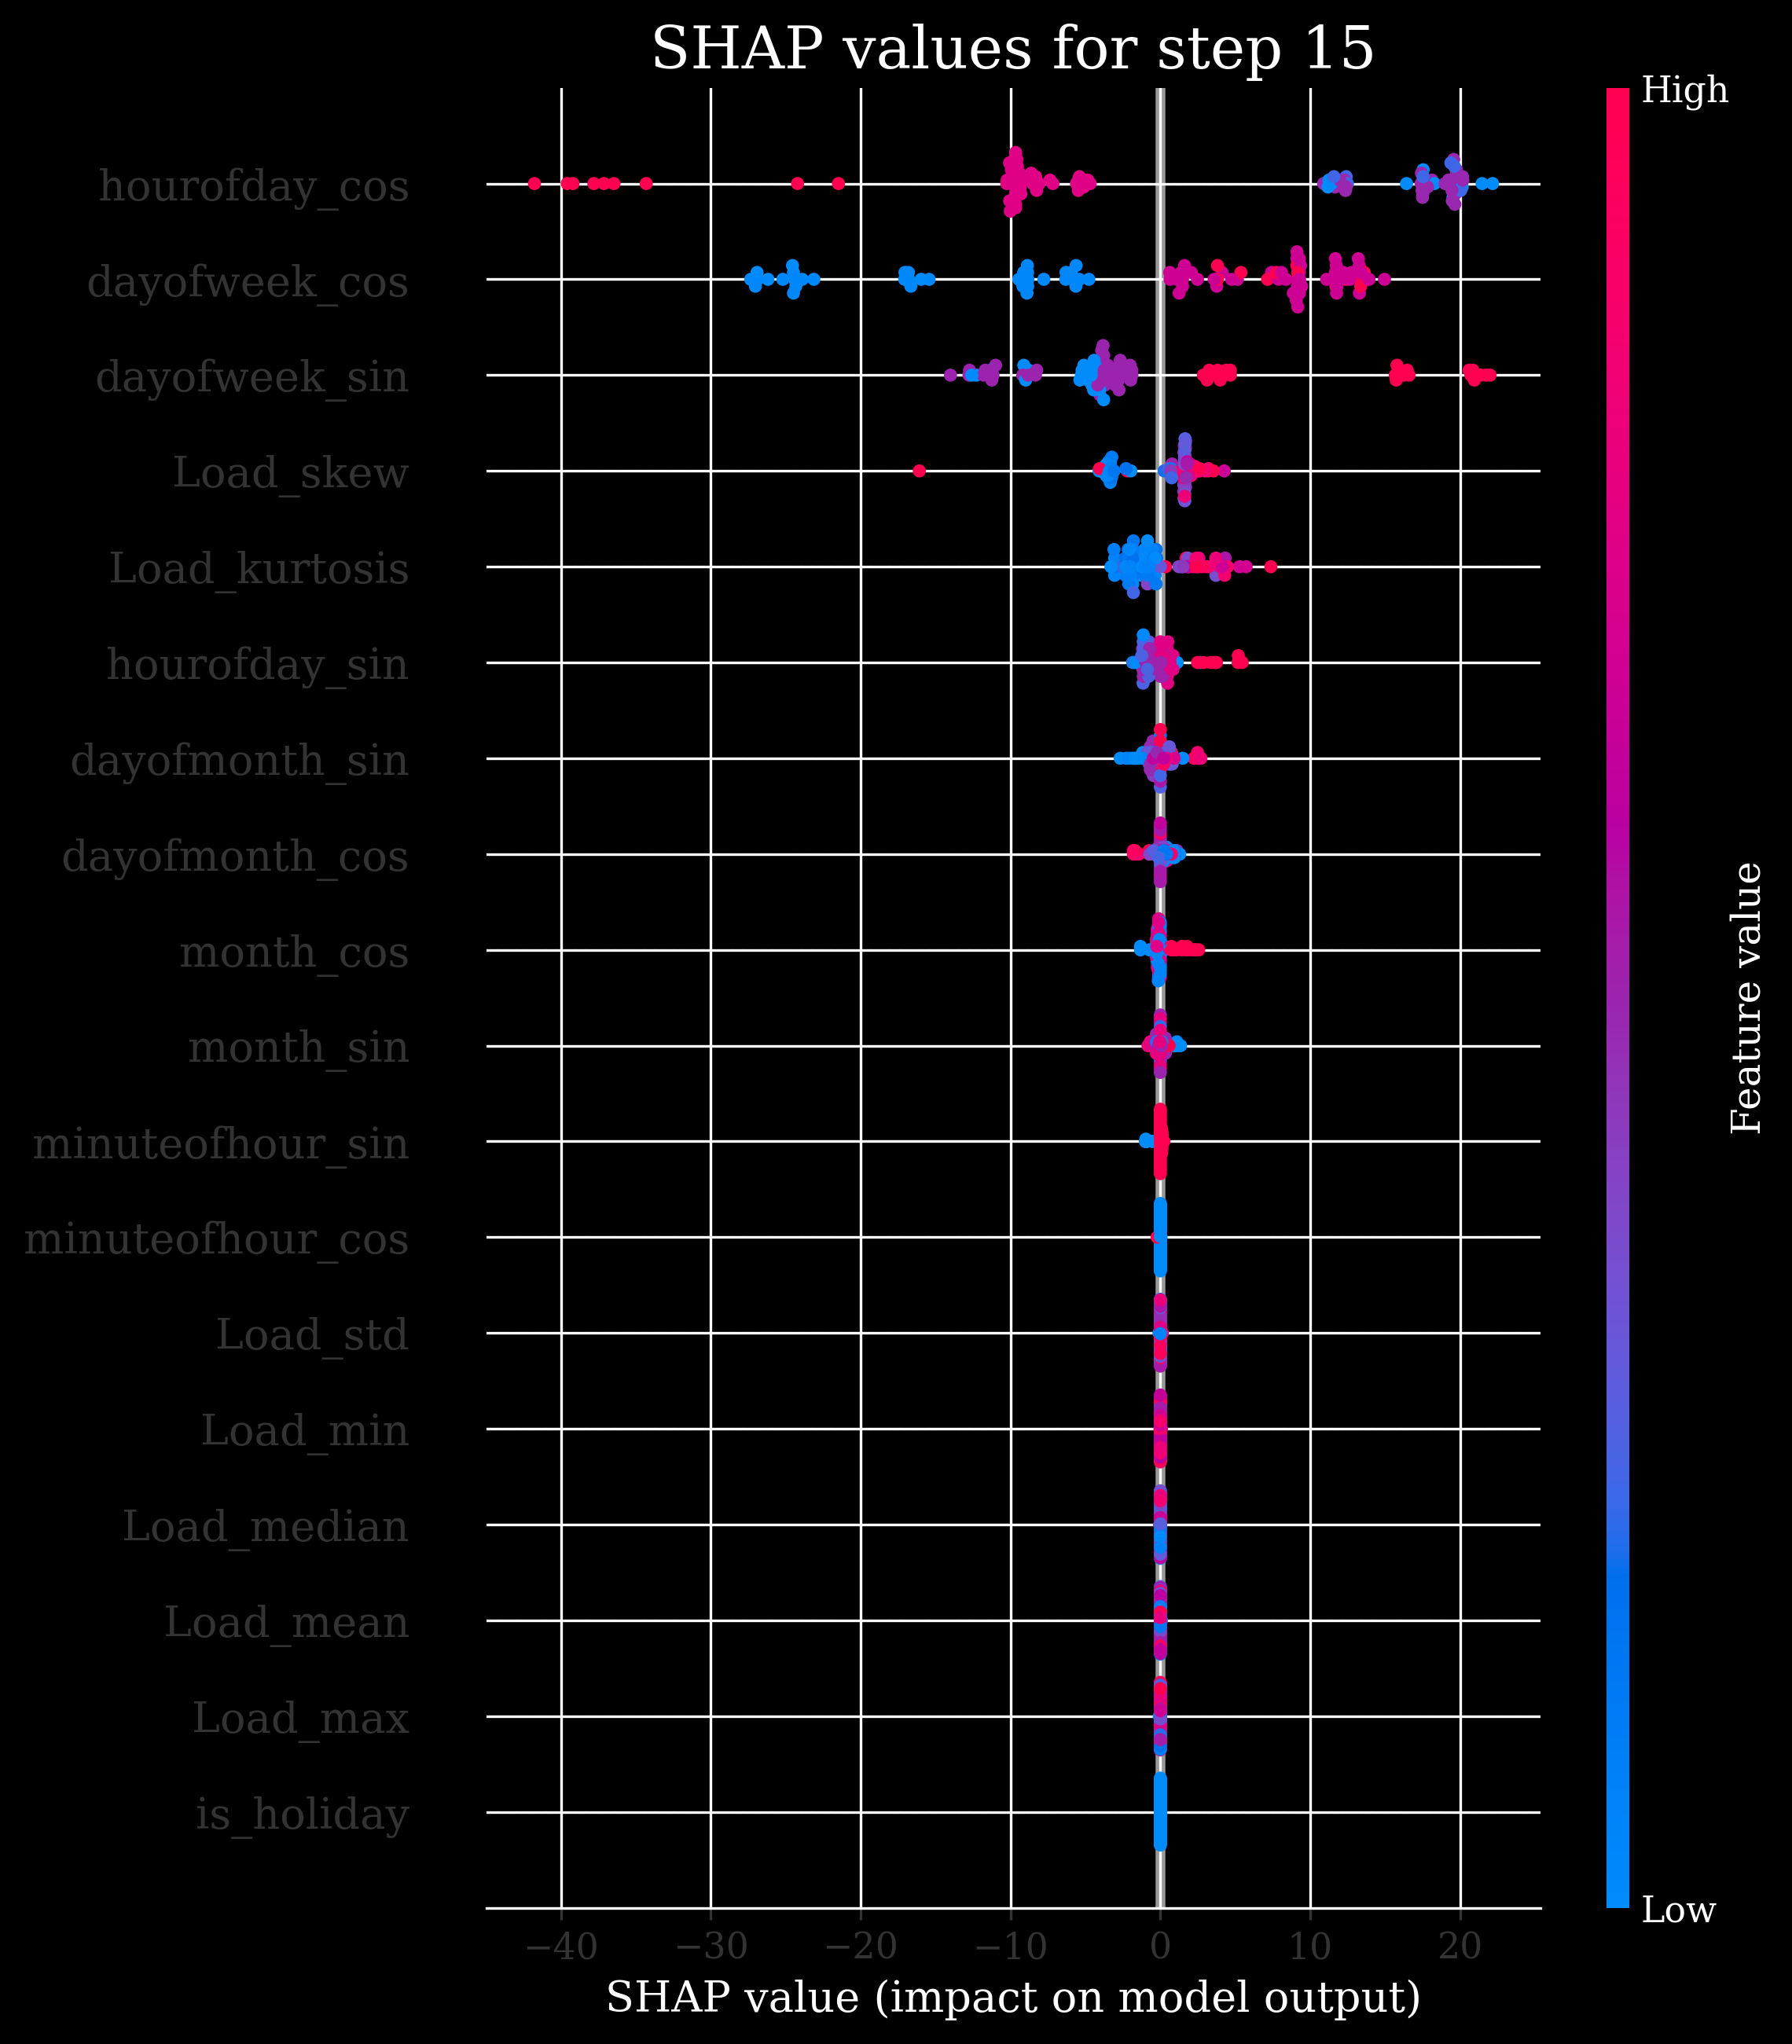 SHAP values for step 15
High
hourofday_cos
dayofweek_cos
dayofweek_sin
Load_skew
Load_kurtosis
hourofday_sin
dayofmonth_sin
dayofmonth_cos
month_cos
month_sin
minuteofhour_sin
minuteofhour_cos
Load_std
Load_min
Load_median
Load_mean
Load_max
is_holiday
Feature value
Low
−40 −30 −20 −10 0 10 20
SHAP value (impact on model output)